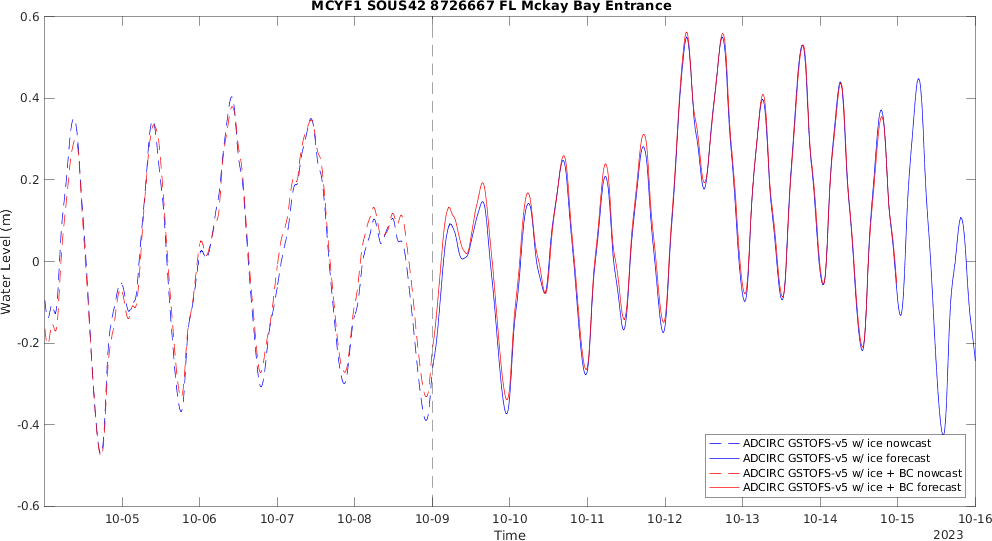 MCYF1 SOUS42 8726667 FL Mckay Bay Entrance
0.6
0.4
0.2
0
-0.2
-0.4
-0.6
Water Level (m)
ADCIRC GSTOFS-v5 w/ ice nowcast
ADCIRC GSTOFS-v5 w/ ice forecast
ADCIRC GSTOFS-v5 w/ ice + BC nowcast
ADCIRC GSTOFS-v5 w/ ice + BC forecast
10-05 10-06 10-07 10-08 10-09 10-10 10-11 10-12 10-13 10-14 10-15 10-16
Time
2023